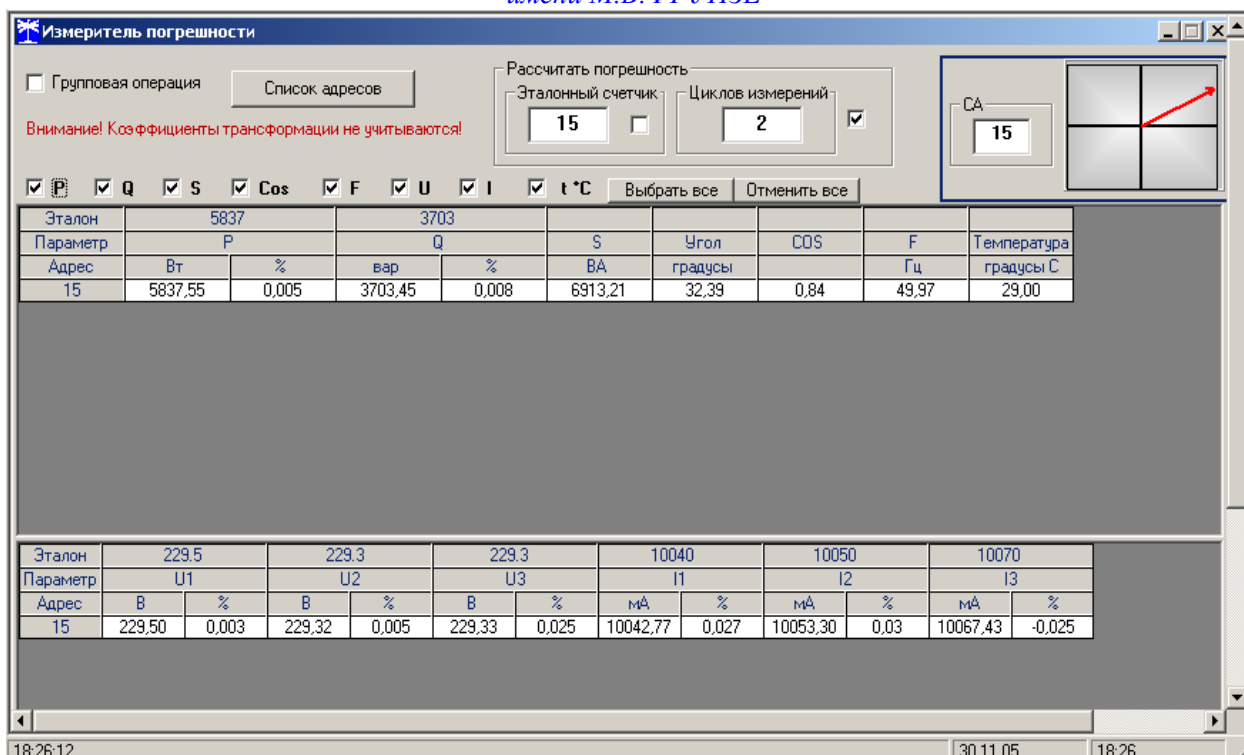 имени М.В.
Измеритель погрешности
Групповая операция
Список адресов
Рассчитать погрешность
Эталонный счетчик
Циклов измерений
15
2
СА
15
Внимание! Коэффициенты трансформации не учитываются!
P Q S Cos F U I t °C Выбрать все Отменить все
Эталон 5837 3703
Параметр P Q S Угол COS F Температура
Адрес Вт % вар % ВА градусы Гц градусы С
15 5837,55 0,005 3703,45 0,008 6913,21 32,39 0,84 49,97 29,00
Эталон 229.5 229.3 229.3 10040 10050 10070
Параметр U1 U2 U3 I1 I2 I3
Адрес В % В % В % мА % мА % мА %
15 229,50 0,003 229,32 0,005 229,33 0,025 10042,77 0,027 10053,30 0,03 10067,43 -0,025
18:26:12 30.11.05 18:26